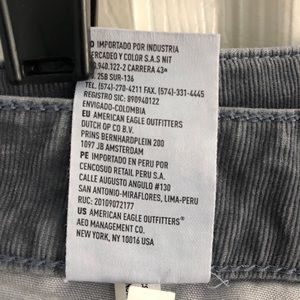 D IMPORTADO POR INDUSTRIA
MERCADEO Y COLOR S.A.S NIT
.940.122-2 CARRERA 43ª
25B SUR-136
TEL (574)-270-4211 FAX (574)-331-4445
REGISTRO SIC: 890940122
ENVIGADO-COLOMBIA
EU AMERICAN EAGLE OUTFITTERS
DUTCH OP CO B.V.
PRINS BERNHARDPLEIN 200
1097 JB AMSTERDAM
PE IMPORTADO EN PERU POR
CENCOSUD RETAIL PERU S.A.
CALLE AUGUSTO ANGULO #130
SAN ANTONIO-MIRAFLORES, LIMA-PERU
RUC: 20109072177
US AMERICAN EAGLE OUTFITTERS®
AEO MANAGEMENT CO.
NEW YORK, NY 10016 USA